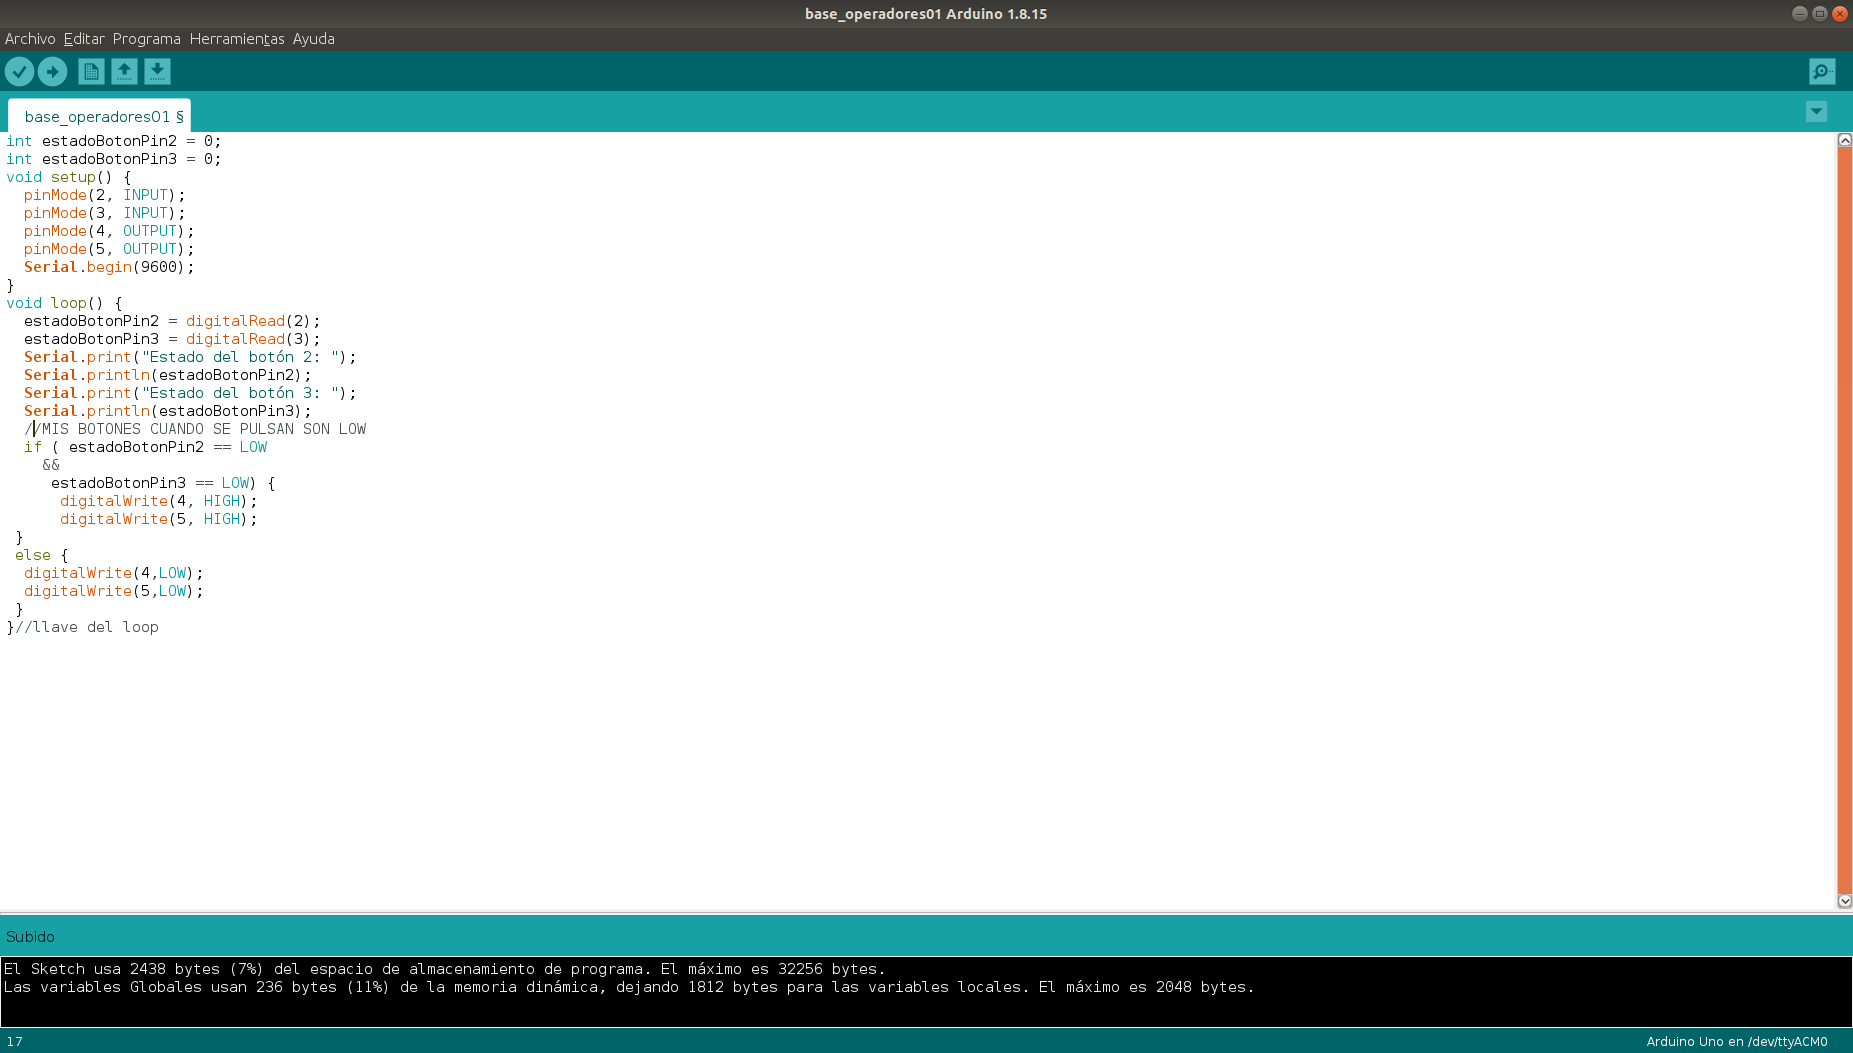 base_operadores01 Arduino 1.8.15
Archivo Editar Programa Herramientas Ayuda
base_operadores01 §
int estadoBotonPin2 = 0;
int estadoBotonPin3 = 0;
void setup() {
  pinMode(2, INPUT);
  pinMode(3, INPUT);
  pinMode(4, OUTPUT);
  pinMode(5, OUTPUT);
  Serial.begin(9600);
}
void loop() {
  estadoBotonPin2 = digitalRead(2);
  estadoBotonPin3 = digitalRead(3);
  Serial.print("Estado del botón 2: ");
  Serial.println(estadoBotonPin2);
  Serial.print("Estado del botón 3: ");
  Serial.println(estadoBotonPin3);
  //MIS BOTONES CUANDO SE PULSAN SON LOW
  if ( estadoBotonPin2 == LOW
    &&
     estadoBotonPin3 == LOW) {
      digitalWrite(4, HIGH);
      digitalWrite(5, HIGH);
 }
 else {
  digitalWrite(4,LOW);
  digitalWrite(5,LOW);
 }
}//llave del loop
Subido
El Sketch usa 2438 bytes (7%) del espacio de almacenamiento de programa. El máximo es 32256 bytes.
Las variables Globales usan 236 bytes (11%) de la memoria dinámica, dejando 1812 bytes para las variables locales. El máximo es 2048 bytes.
17
Arduino Uno en /dev/ttyACM0